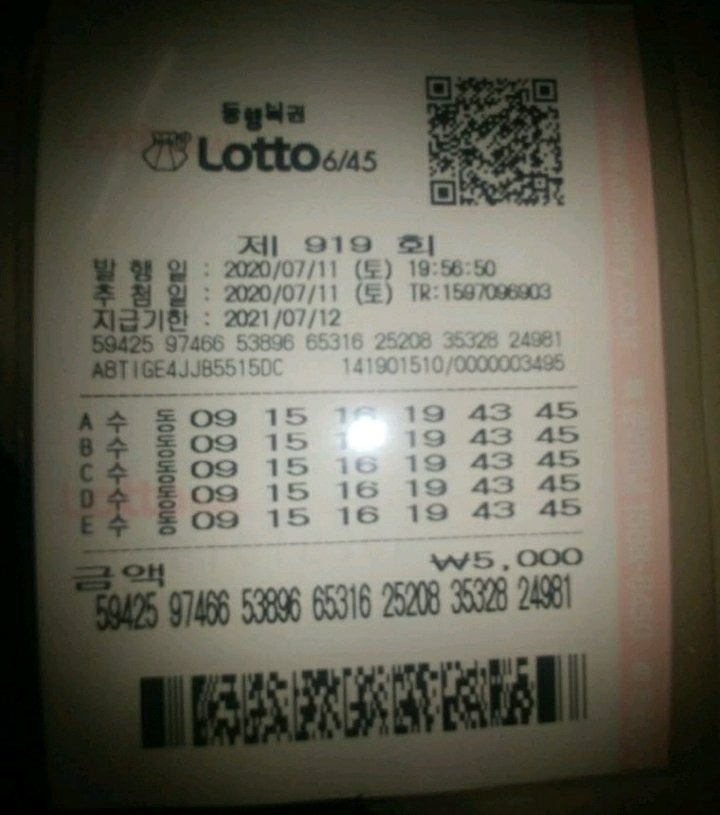 동행복권
Lotto 6/45
제 919 회
발 행 일 : 2020/07/11 (토) 19:56:50
추 첨 일 : 2020/07/11 (토) TR:1597096903
지급기한 : 2021/07/12
59425 97466 53896 65316 25208 35328 24981
ABTIGE4JJB5515DC 141901510/0000003495
A 수 동 09 15 16 19 43 45
B 수 동 09 15 19 43 45
C 수 동 09 15 16 19 43 45
D 수 동 09 15 16 19 43 45
E 수 동 09 15 16 19 43 45
금액 ₩5,000
59425 97466 53896 65316 25208 35328 24981